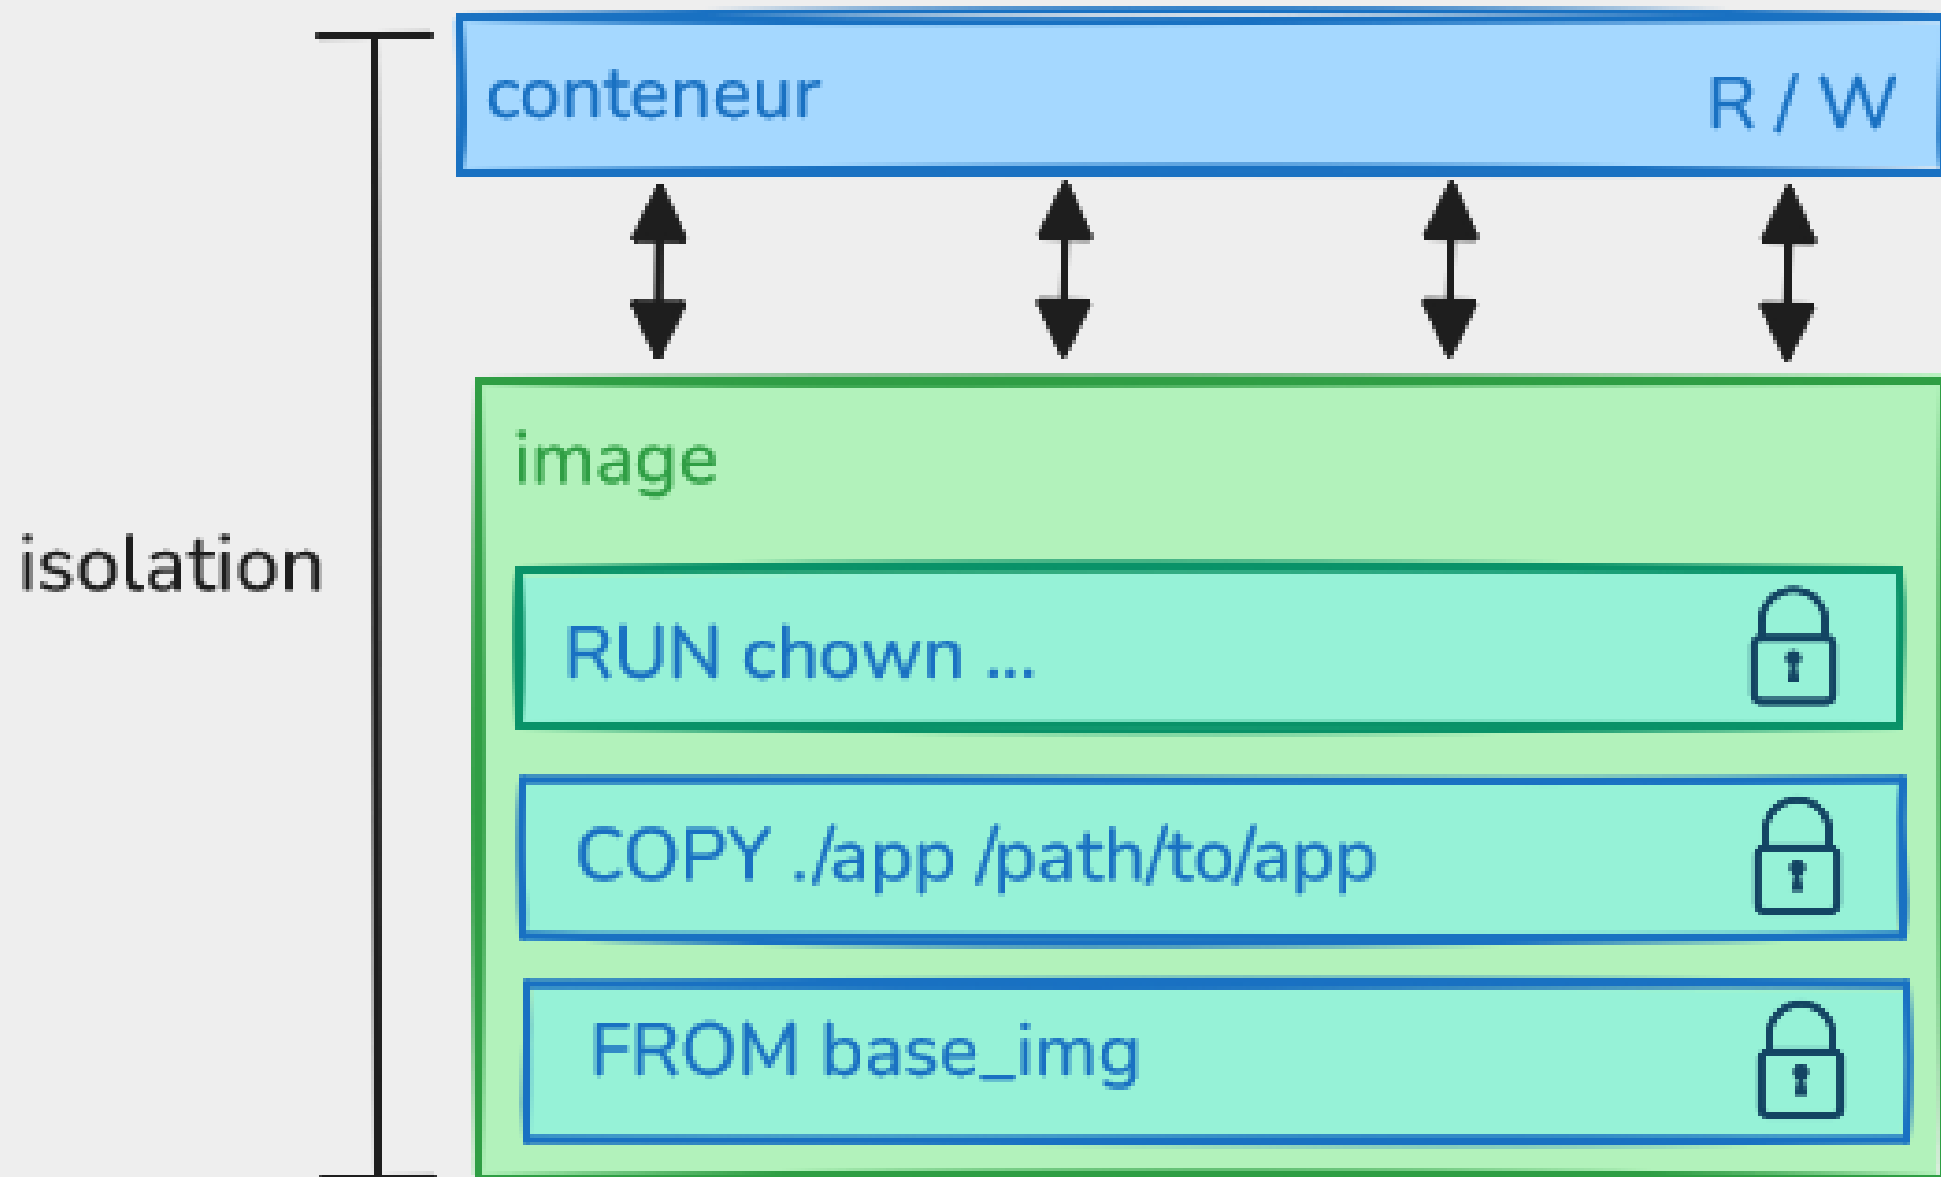 conteneur R / W
image
isolation
RUN chown ...
COPY ./app /path/to/app
FROM base_img